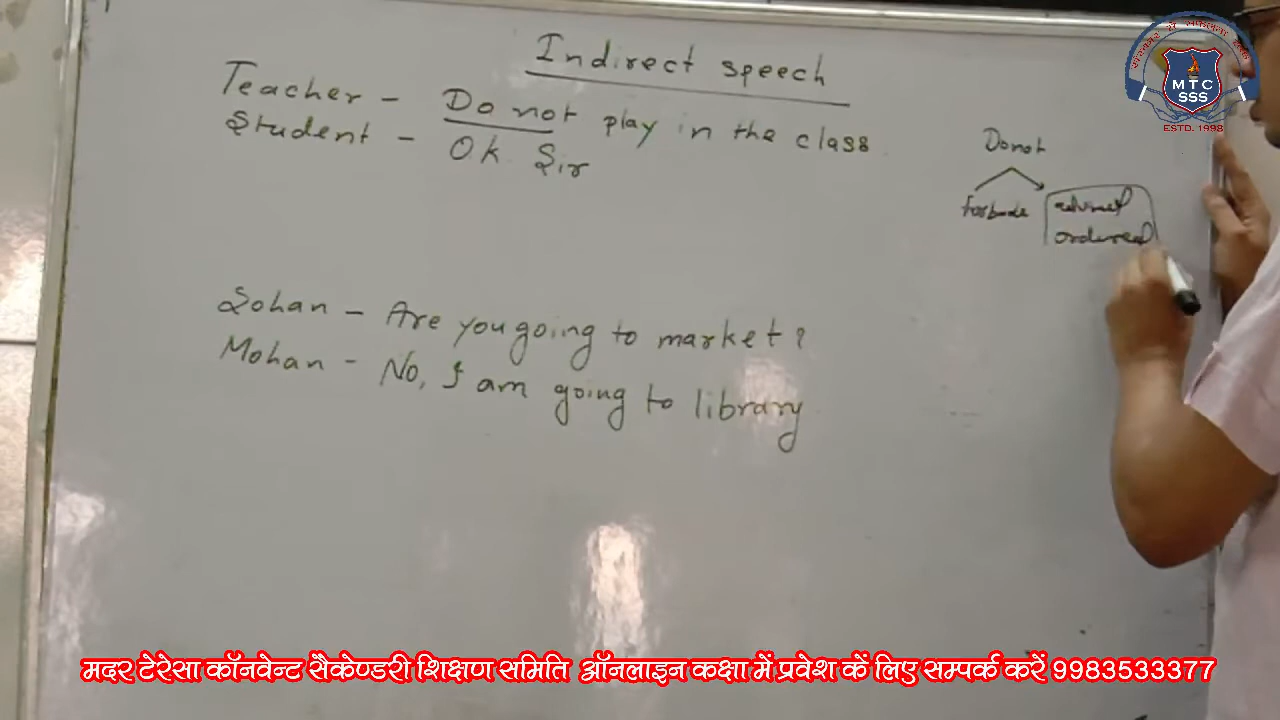 Indirect speech
Teacher - Do not play in the class
Student - Ok Sir
Do not
forbade advised
ordered
Sohan - Are you going to market?
Mohan - No, I am going to library
MTC
SSS
ESTD. 1998
मदर टेरेसा कॉनवेन्ट सैकेण्डरी शिक्षण समिति ऑनलाइन कक्षा में प्रवेश कें लिए सम्पर्क करें 9983533377